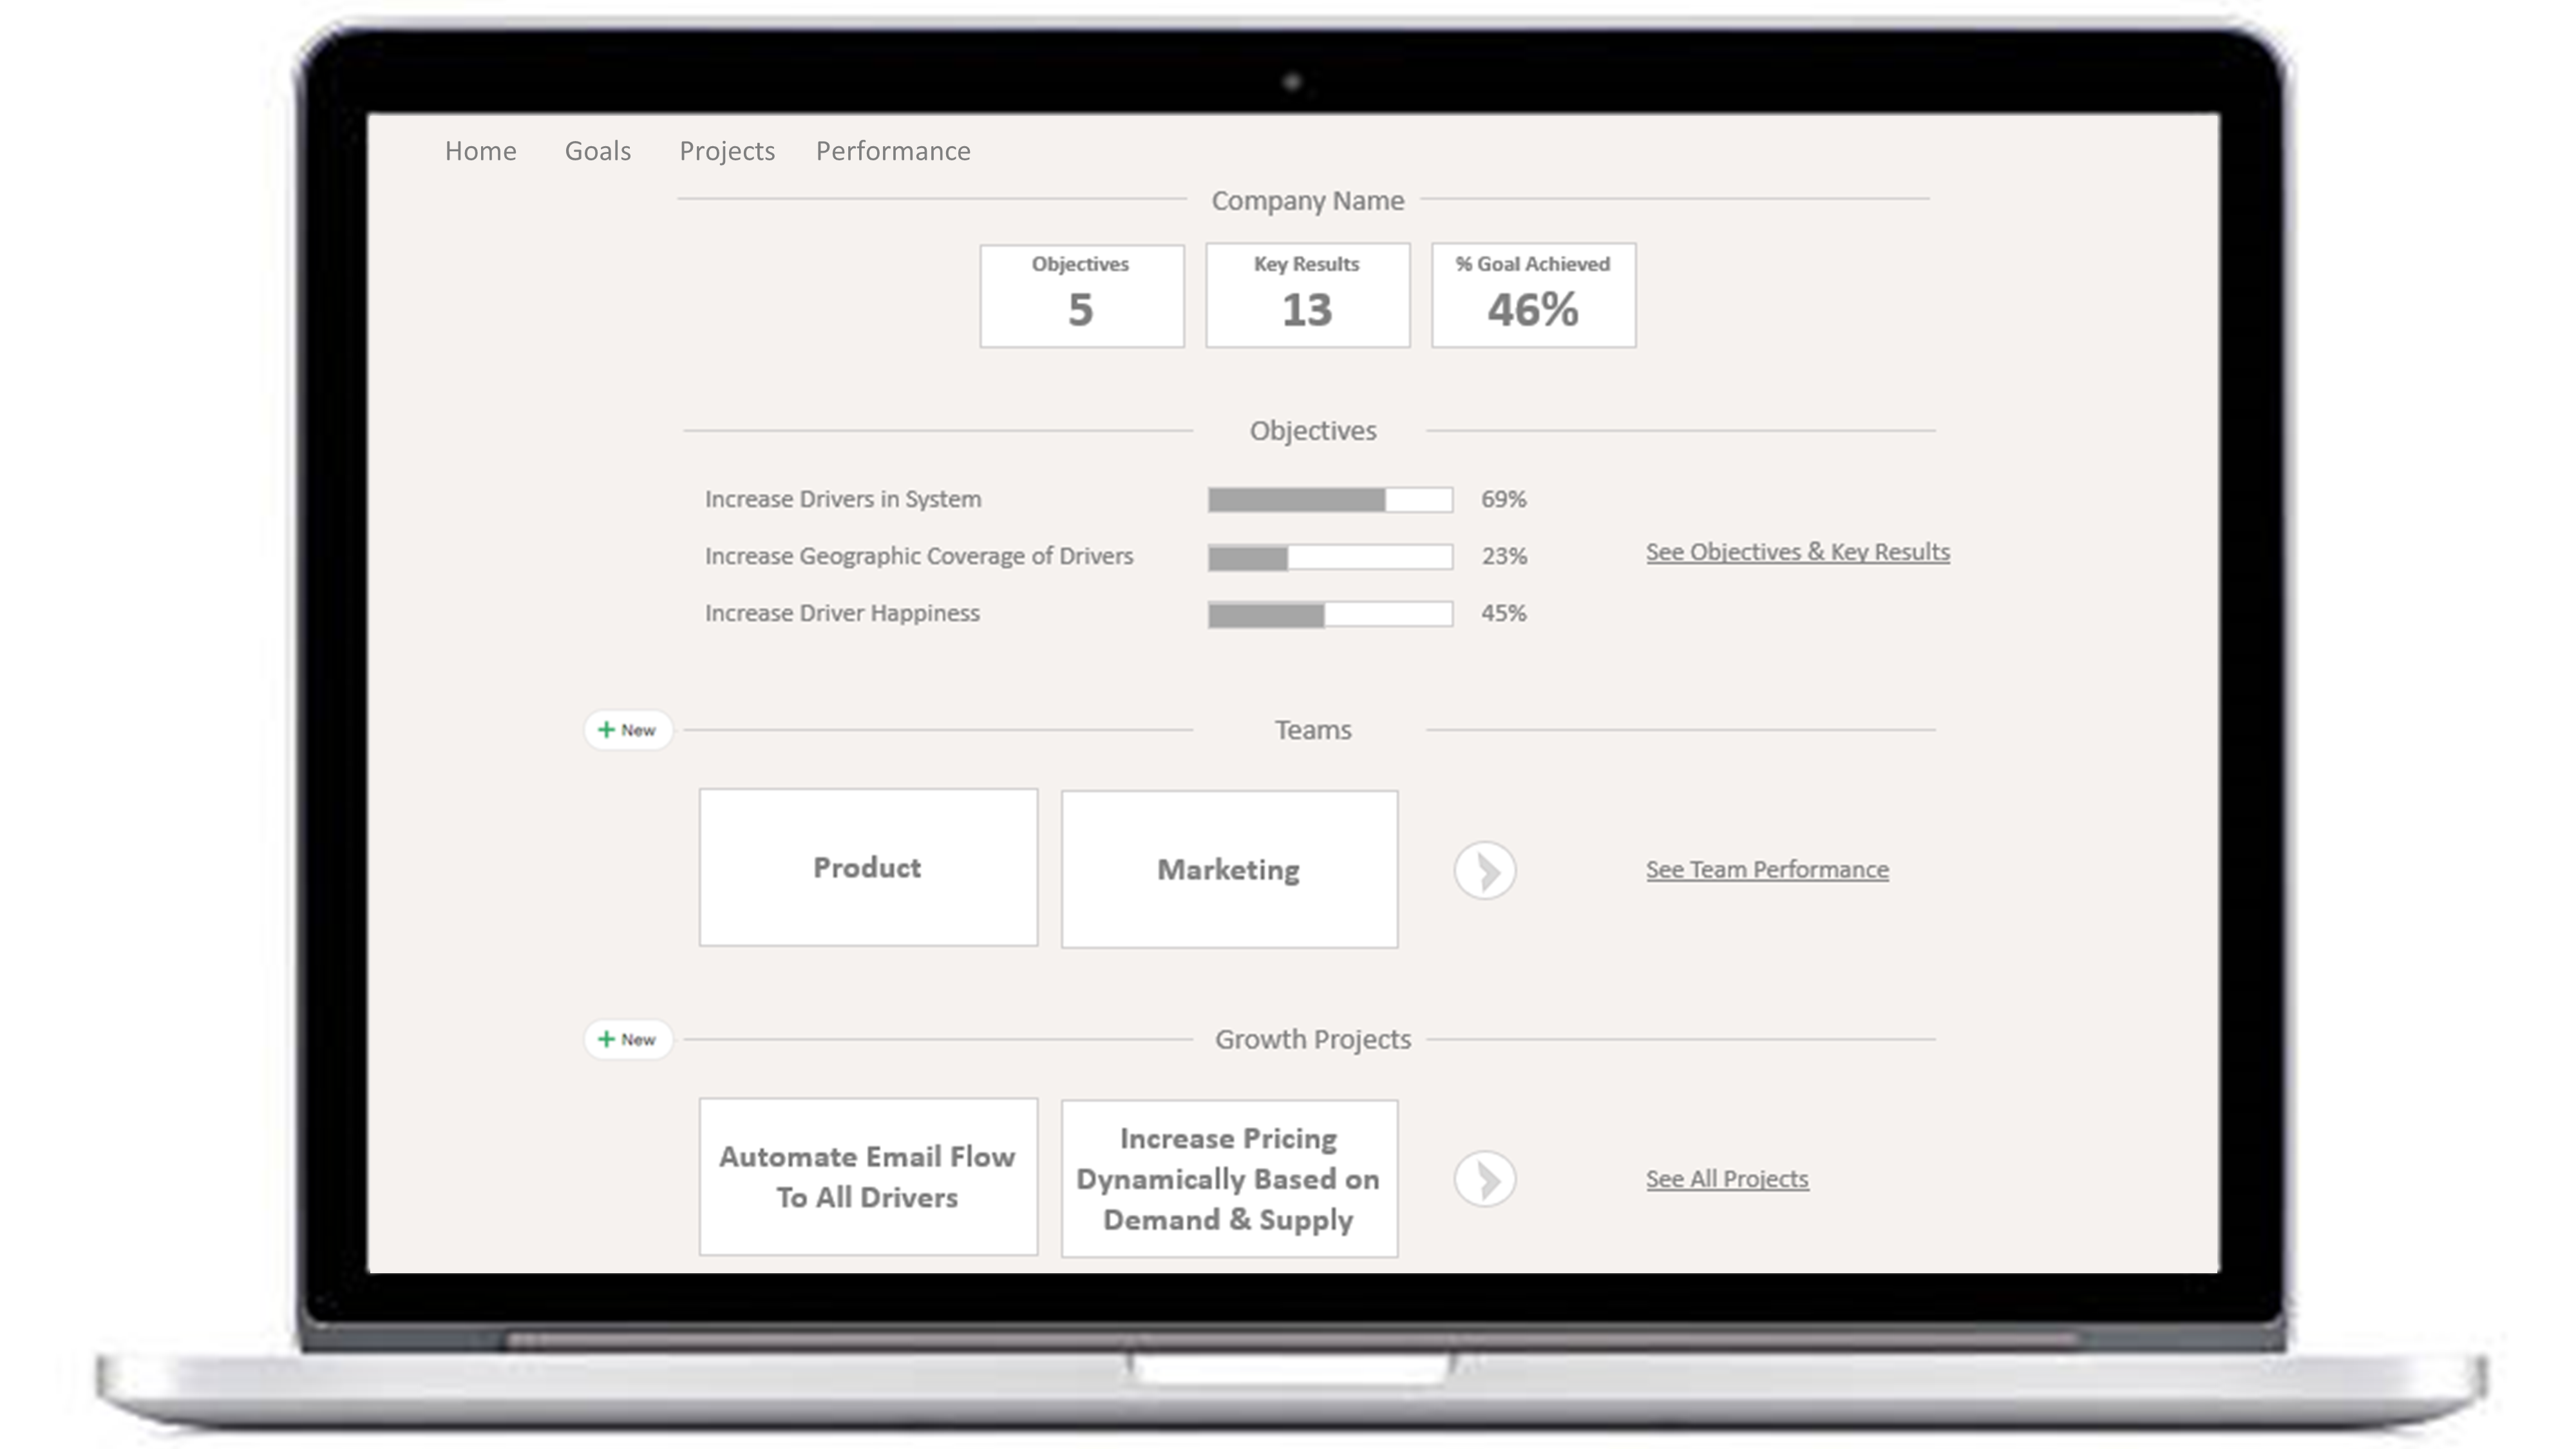 Home Goals Projects Performance
Company Name
Objectives
5
Key Results
13
% Goal Achieved
46%
Objectives
Increase Drivers in System 69%
Increase Geographic Coverage of Drivers 23%
See Objectives & Key Results
Increase Driver Happiness 45%
+ New
Teams
Product
Marketing
See Team Performance
+ New
Growth Projects
Automate Email Flow
To All Drivers
Increase Pricing
Dynamically Based on
Demand & Supply
See All Projects